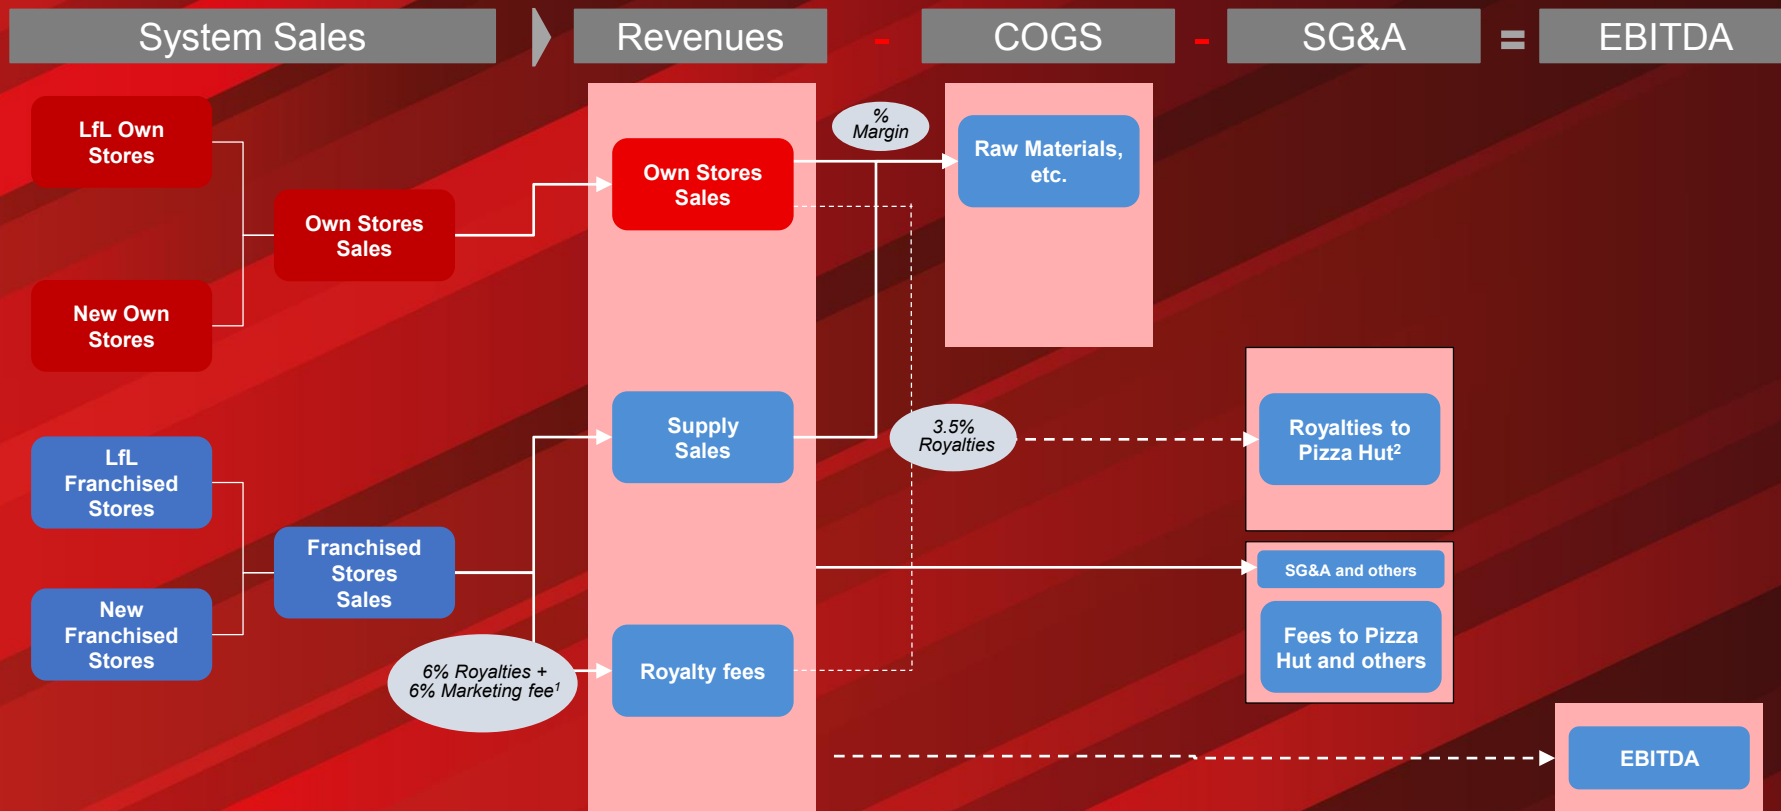 System Sales
Revenues
-
COGS
-
SG&A
=
EBITDA
LfL Own
Stores
New Own
Stores
Own Stores
Sales
LfL
Franchised
Stores
New
Franchised
Stores
Franchised
Stores
Sales
6% Royalties +
6% Marketing fee¹
Own Stores
Sales
Supply
Sales
Royalty fees
%
Margin
3.5%
Royalties
Raw Materials,
etc.
Royalties to
Pizza Hut²
SG&A and others
Fees to Pizza
Hut and others
EBITDA